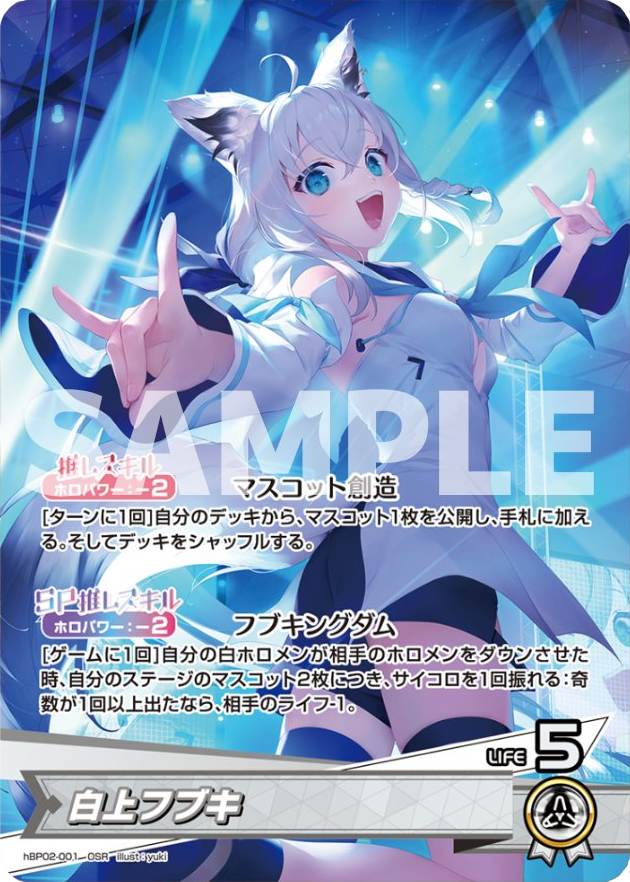 SAMPLE
推しスキル
ホロパワー：－2
マスコット創造
[ターンに1回]自分のデッキから、マスコット1枚を公開し、手札に加え
る。そしてデッキをシャッフルする。
SP推しスキル
ホロパワー：－2
フブキングダム
[ゲームに1回]自分の白ホロメンが相手のホロメンをダウンさせた
時、自分のステージのマスコット2枚につき、サイコロを1回振れる：奇
数が1回以上出たなら、相手のライフ-1。
LIFE 5
白上フブキ
hBP02-001 OSR illust：yuki